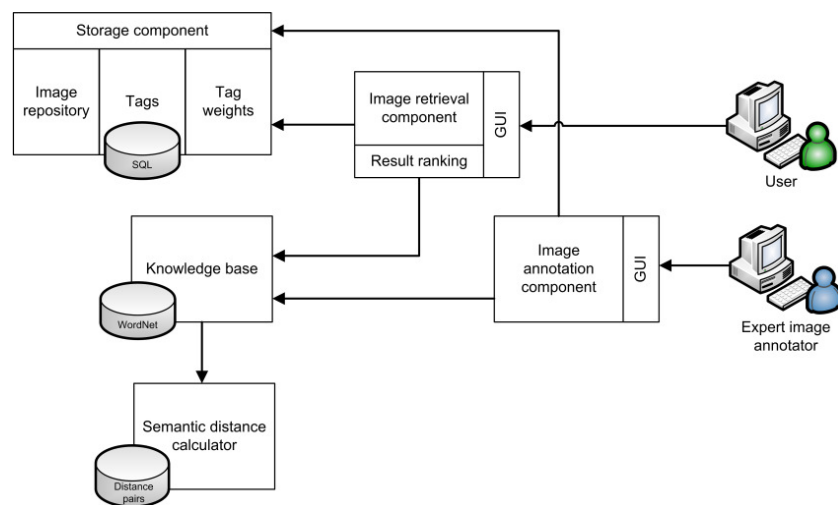 Storage component
Image
repository
Tags
Tag
weights
SQL
Image retrieval
component
Result ranking
GUI
User
Knowledge base
WordNet
Image
annotation
component
GUI
Expert image
annotator
Semantic distance
calculator
Distance
pairs